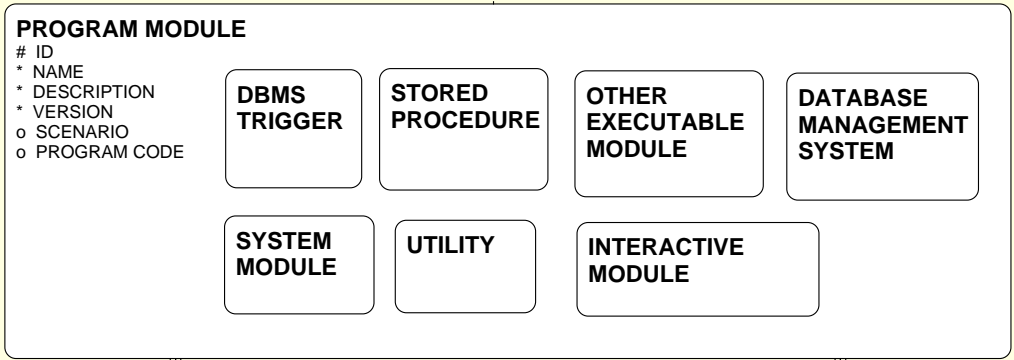 PROGRAM MODULE
# ID
* NAME
* DESCRIPTION
* VERSION
o SCENARIO
o PROGRAM CODE
DBMS
TRIGGER
STORED
PROCEDURE
OTHER
EXECUTABLE
MODULE
DATABASE
MANAGEMENT
SYSTEM
SYSTEM
MODULE
UTILITY
INTERACTIVE
MODULE